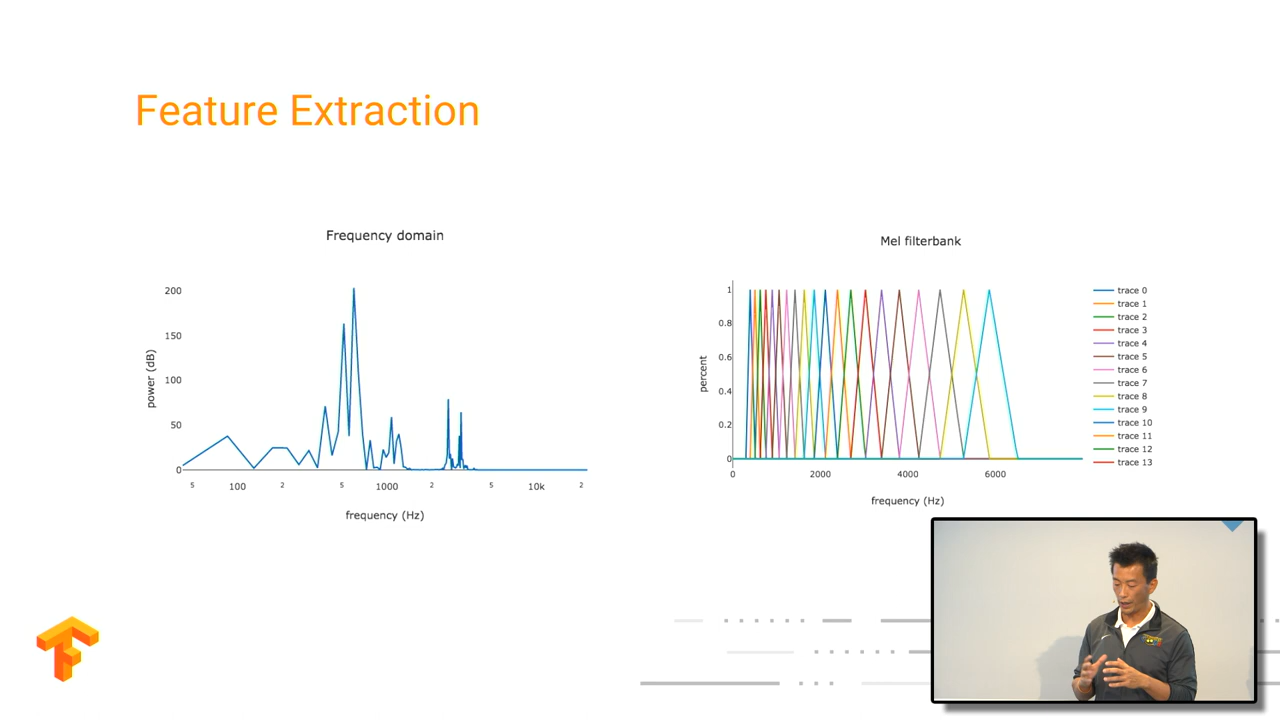 Feature Extraction
Frequency domain
200
150
100
50
0
power (dB)
5
100
2
5
1000
2
5
10k
2
frequency (Hz)
Mel filterbank
1
0.8
0.6
0.4
0.2
0
percent
0
2000
4000
6000
frequency (Hz)
trace 0
trace 1
trace 2
trace 3
trace 4
trace 5
trace 6
trace 7
trace 8
trace 9
trace 10
trace 11
trace 12
trace 13